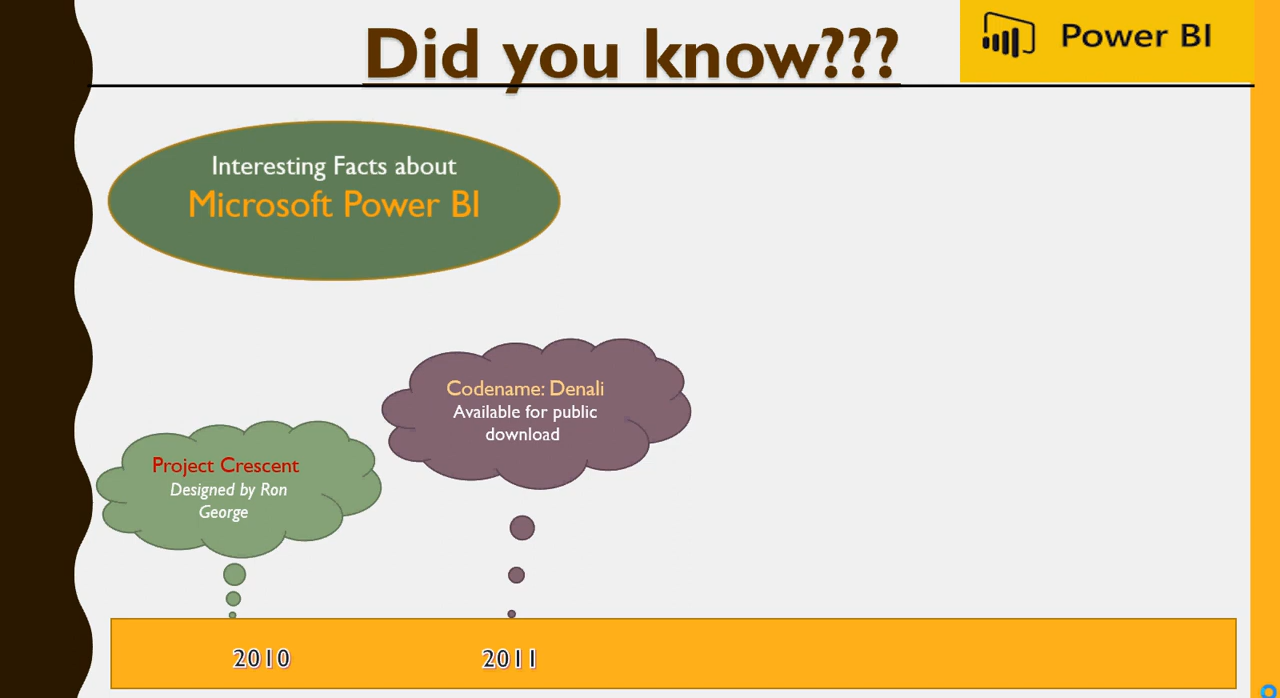 Did you know???
Power BI
Interesting Facts about
Microsoft Power BI
Codename: Denali
Available for public
download
Project Crescent
Designed by Ron
George
2010
2011